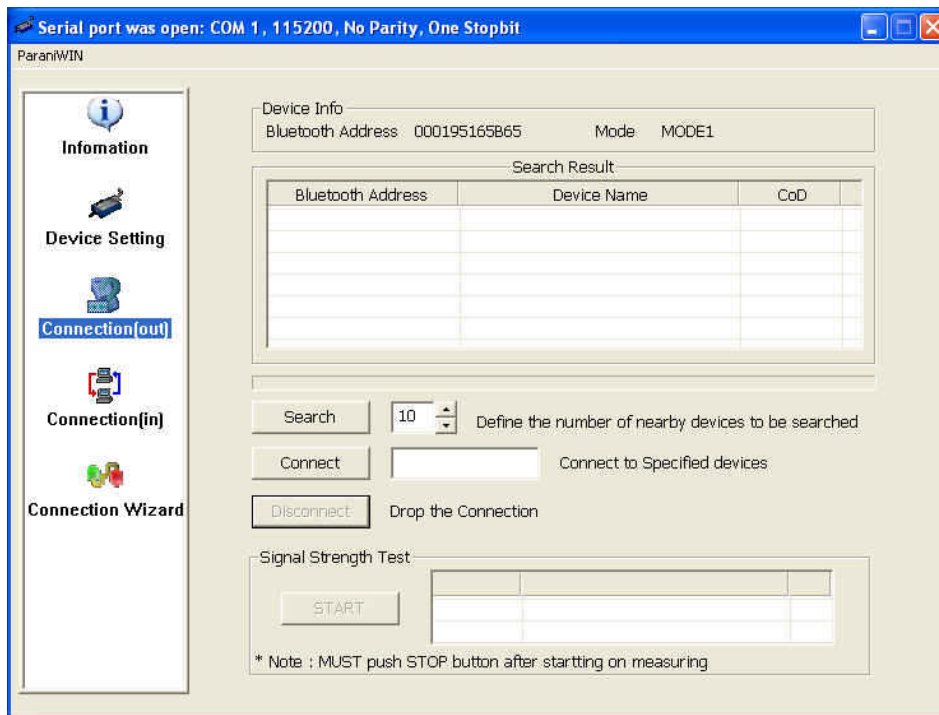 Serial port was open: COM 1, 115200, No Parity, One Stopbit
ParaniWIN
Infomation
Device Setting
Connection(out)
Connection(in)
Connection Wizard
Device Info
Bluetooth Address 000195165B65 Mode MODE1
Search Result
Bluetooth Address Device Name CoD
Search 10 Define the number of nearby devices to be searched
Connect Connect to Specified devices
Disconnect Drop the Connection
Signal Strength Test
START
* Note : MUST push STOP button after startting on measuring